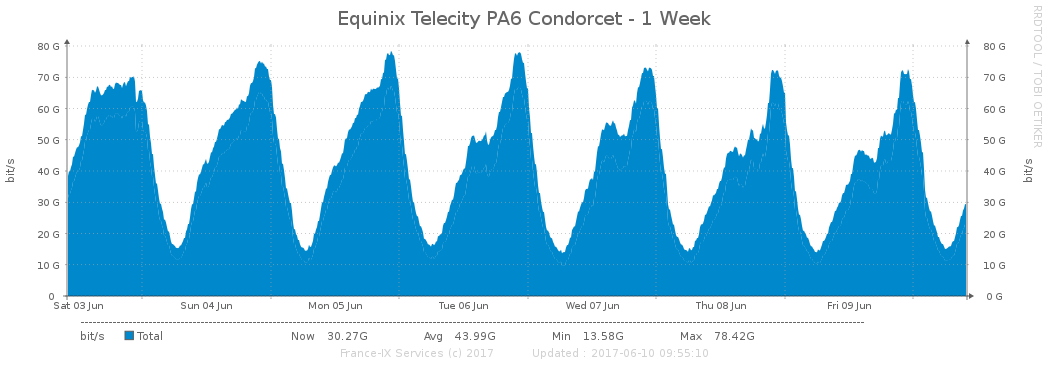 Equinix Telecity PA6 Condorcet - 1 Week
RRDTOOL / TOBI OETIKER
80 G 80 G
70 G 70 G
60 G 60 G
50 G 50 G
40 G 40 G
30 G 30 G
20 G 20 G
10 G 10 G
0 0 G
bit/s bit/s
Sat 03 Jun Sun 04 Jun Mon 05 Jun Tue 06 Jun Wed 07 Jun Thu 08 Jun Fri 09 Jun
bit/s Total Now 30.27G Avg 43.99G Min 13.58G Max 78.42G
France-IX Services (c) 2017 Updated : 2017-06-10 09:55:10